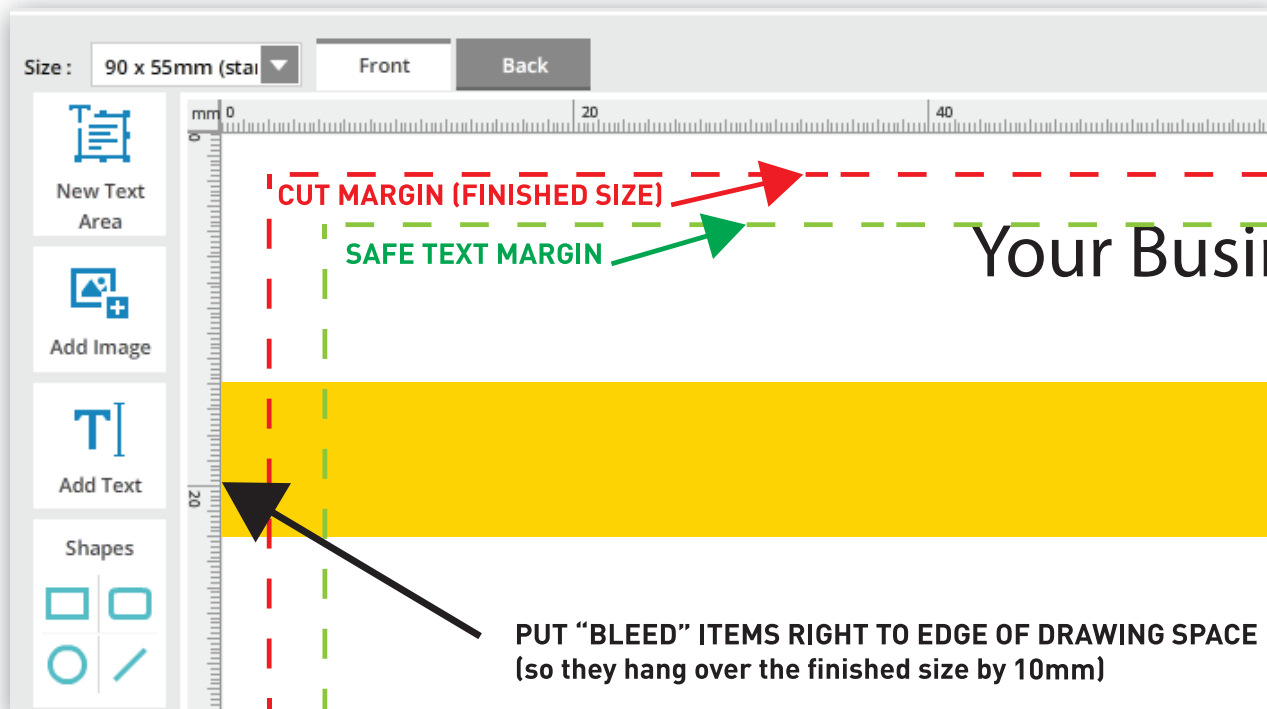 Size :
90 x 55mm (sta
Front
Back
mm
0
20
40
0
New Text
Area
CUT MARGIN (FINISHED SIZE)
SAFE TEXT MARGIN
Your Busi
Add Image
Add Text
20
Shapes
PUT “BLEED” ITEMS RIGHT TO EDGE OF DRAWING SPACE
(so they hang over the finished size by 10mm)